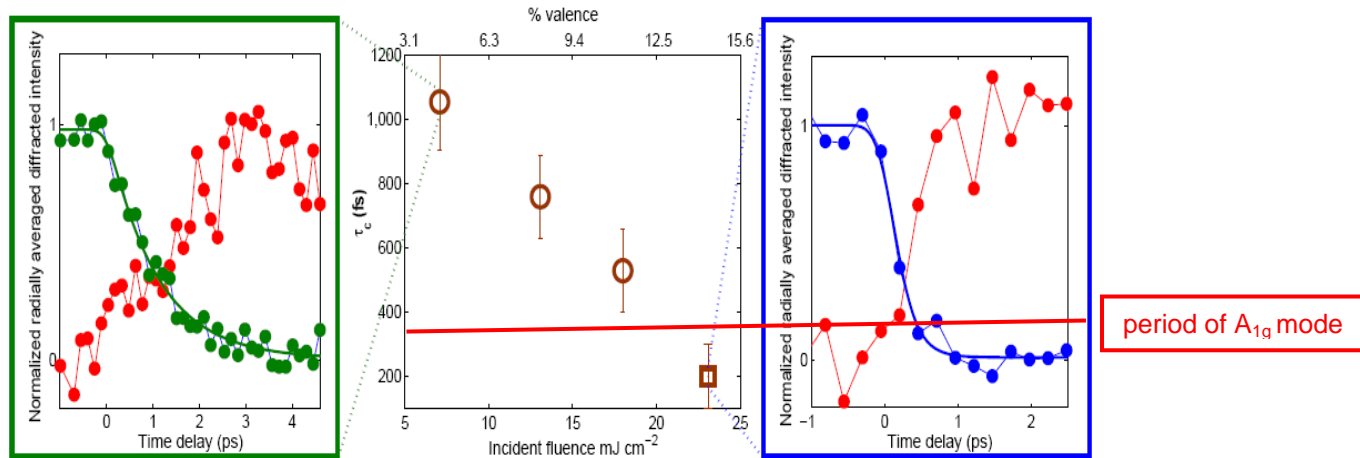 Normalized radially averaged diffracted intensity
1
0
0 1 2 3 4
Time delay (ps)
% valence
3.1 6.3 9.4 12.5 15.6
τc (fs)
1200
1,000
800
600
400
200
5 10 15 20 25
Incident fluence mJ cm−2
Normalized radially averaged diffracted intensity
1
0
−1 0 1 2
Time delay (ps)
period of A1g mode